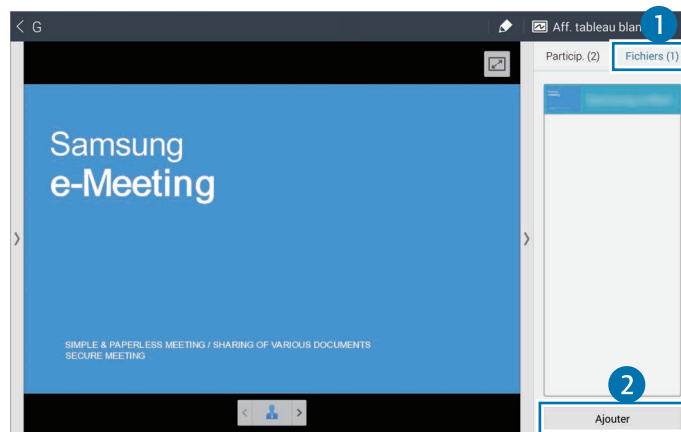 G
Aff. tableau blan
1
Particip. (2)
Fichiers (1)
Samsung
e-Meeting
SIMPLE & PAPERLESS MEETING / SHARING OF VARIOUS DOCUMENTS
SECURE MEETING
2
Ajouter